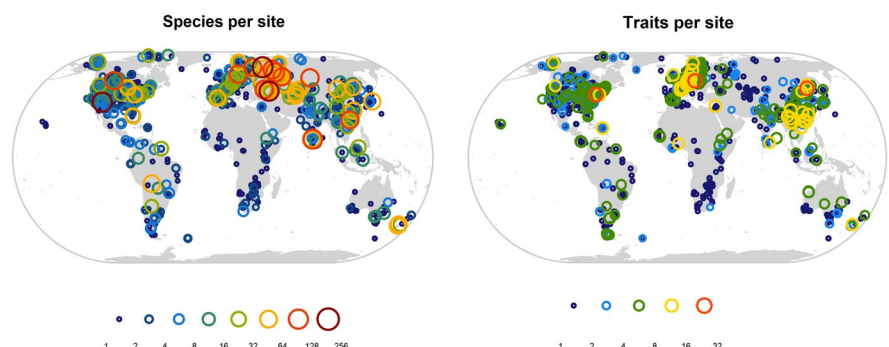 Species per site
Traits per site
1 2 4 8 16 32 64 128 256
1 2 4 8 16 32